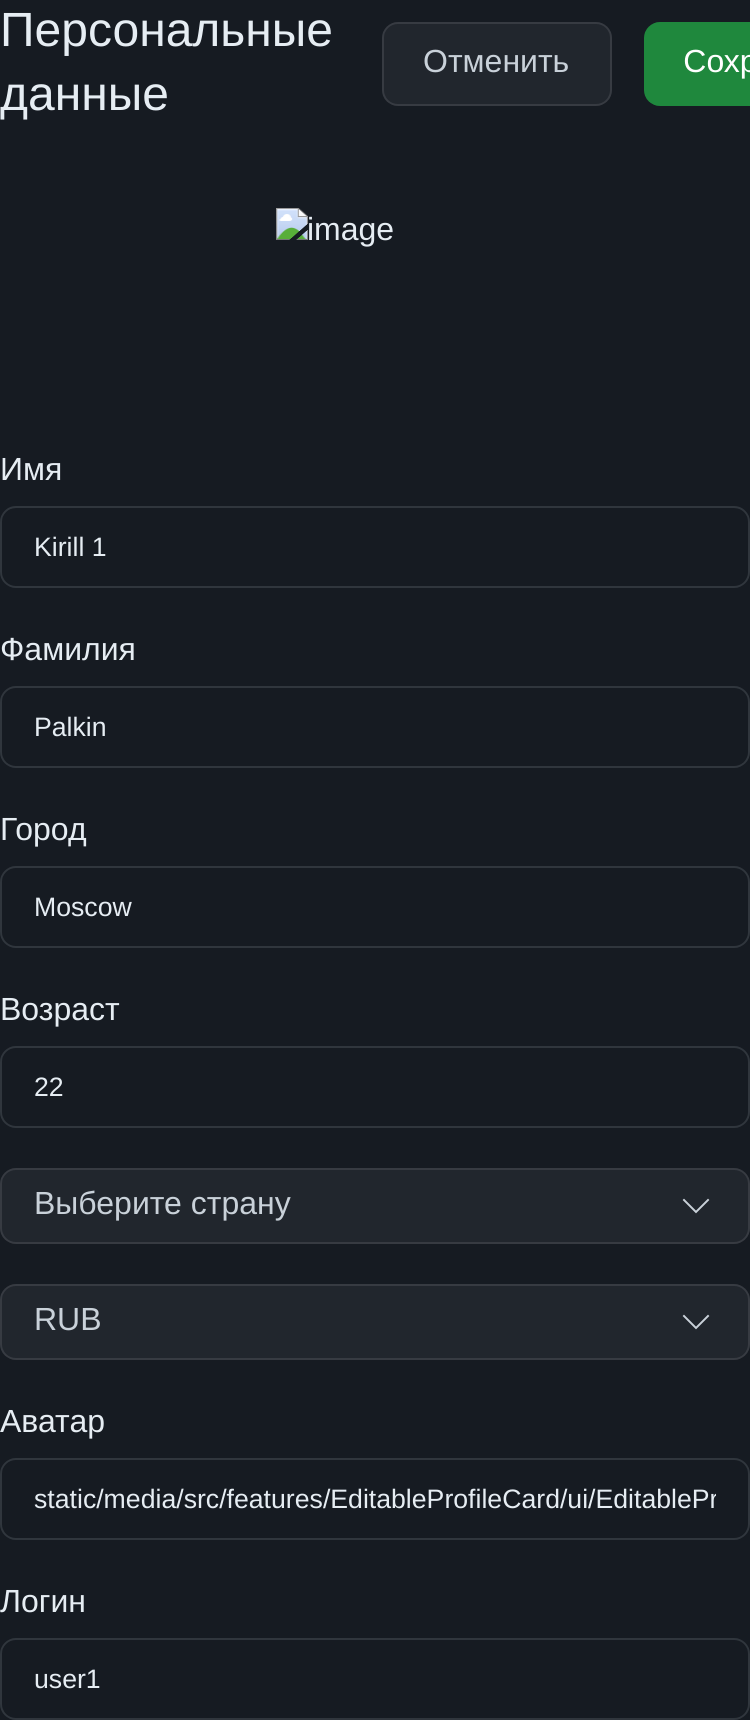 Персональные
данные
Отменить
image
Имя
Kirill 1
Фамилия
Palkin
Город
Moscow
Возраст
22
Выберите страну
RUB
Аватар
static/media/src/features/EditableProfileCard/ui/EditablePr
Логин
user1